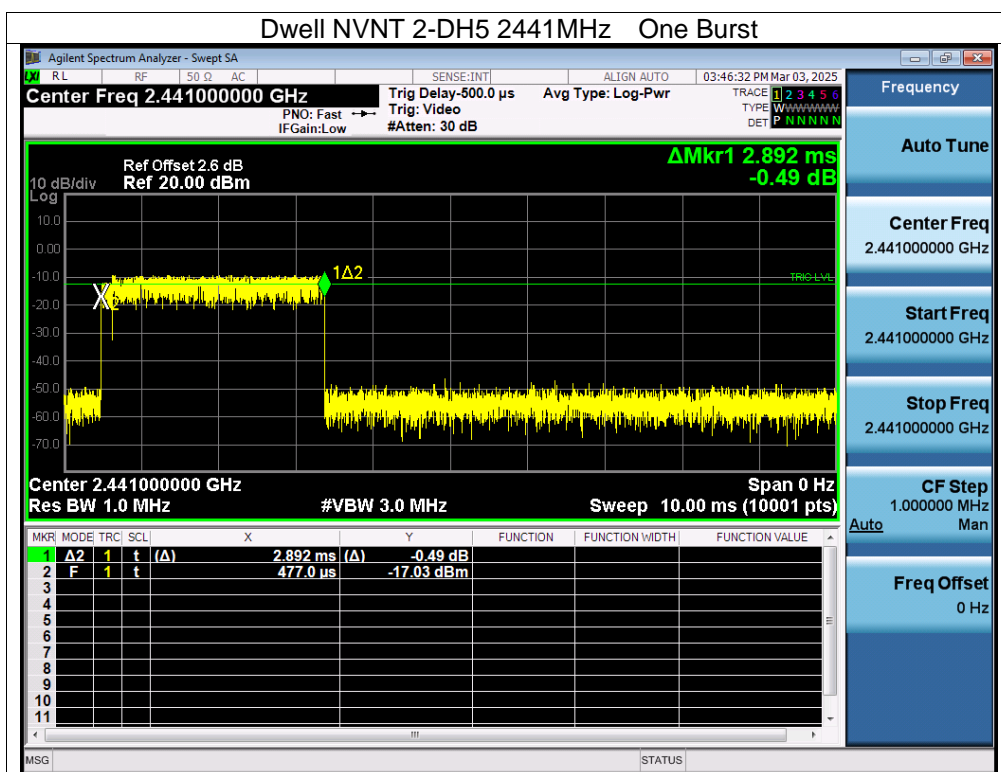 Dwell NVNT 2-DH5 2441MHz One Burst
Agilent Spectrum Analyzer - Swept SA
LXI RL RF 50 Ω AC SENSE:INT ALIGN AUTO 03:46:32 PM Mar 03, 2025
Center Freq 2.441000000 GHz Trig Delay-500.0 µs Avg Type: Log-Pwr TRACE 1 2 3 4 5 6
PNO: Fast Trig: Video TYPE WWWWWW
IFGain:Low #Atten: 30 dB DET P N N N N N
ΔMkr1 2.892 ms
-0.49 dB
Ref Offset 2.6 dB
10 dB/div Ref 20.00 dBm
Log
10.0
0.00
-10.0
-20.0
-30.0
-40.0
-50.0
-60.0
-70.0
1Δ2
TRIG LVL
X2
Center 2.441000000 GHz Span 0 Hz
Res BW 1.0 MHz #VBW 3.0 MHz Sweep 10.00 ms (10001 pts)
MKR MODE TRC SCL X Y FUNCTION FUNCTION WIDTH FUNCTION VALUE
1 Δ2 1 t (Δ) 2.892 ms (Δ) -0.49 dB
2 F 1 t 477.0 µs -17.03 dBm
3
4
5
6
7
8
9
10
11
MSG STATUS
Frequency
Auto Tune
Center Freq
2.441000000 GHz
Start Freq
2.441000000 GHz
Stop Freq
2.441000000 GHz
CF Step
1.000000 MHz
Auto Man
Freq Offset
0 Hz